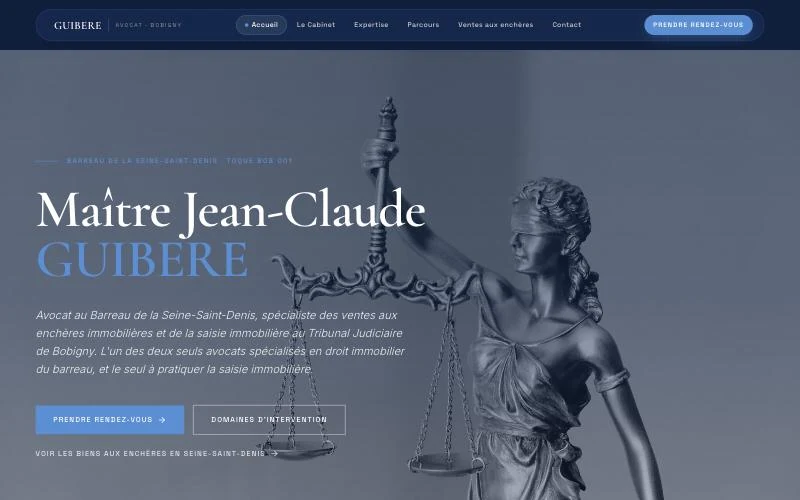 GUIBERE
AVOCAT · BOBIGNY
Accueil
Le Cabinet
Expertise
Parcours
Ventes aux enchères
Contact
PRENDRE RENDEZ-VOUS
BARREAU DE LA SEINE-SAINT-DENIS · TOQUE BOB 001
Maître Jean-Claude
GUIBERE
Avocat au Barreau de la Seine-Saint-Denis, spécialiste des ventes aux
enchères immobilières et de la saisie immobilière au Tribunal Judiciaire
de Bobigny. L'un des deux seuls avocats spécialisés en droit immobilier
du barreau, et le seul à pratiquer la saisie immobilière.
PRENDRE RENDEZ-VOUS →
DOMAINES D'INTERVENTION
VOIR LES BIENS AUX ENCHÈRES EN SEINE-SAINT-DENIS →